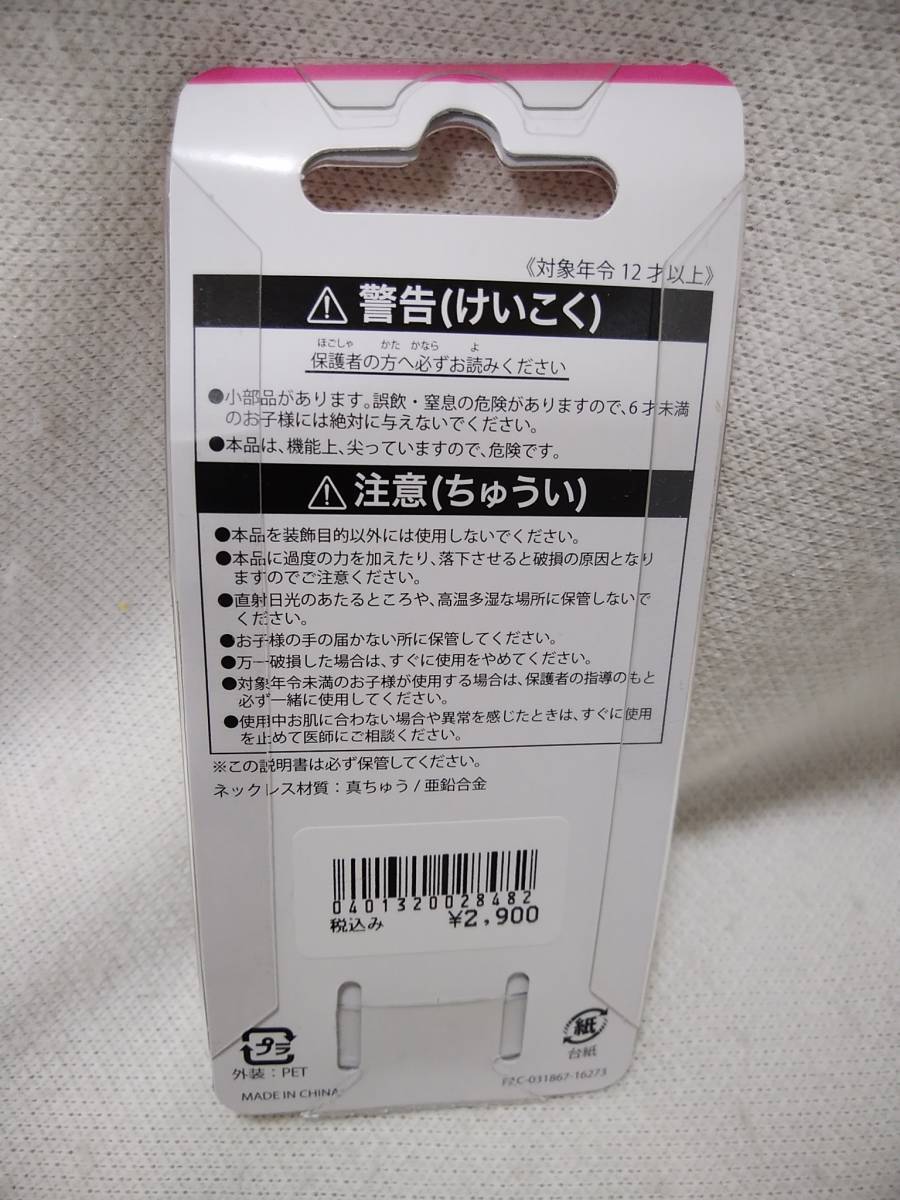 《対象年令12才以上》
⚠ 警告(けいこく)
ほごしゃ かた かなら よ
保護者の方へ必ずお読みください
●小部品があります。誤飲・窒息の危険がありますので、6才未満
のお子様には絶対に与えないでください。
●本品は、機能上、尖っていますので、危険です。
⚠ 注意(ちゅうい)
●本品を装飾目的以外には使用しないでください。
●本品に過度の力を加えたり、落下させると破損の原因となり
ますのでご注意ください。
●直射日光のあたるところや、高温多湿な場所に保管しないで
ください。
●お子様の手の届かない所に保管してください。
●万一破損した場合は、すぐに使用をやめてください。
●対象年令未満のお子様が使用する場合は、保護者の指導のもと
必ず一緒に使用してください。
●使用中お肌に合わない場合や異常を感じたときは、すぐに使用
を止めて医師にご相談ください。
※この説明書は必ず保管してください。
ネックレス材質：真ちゅう/亜鉛合金
0401320028482
税込み ¥2,900
プラ
外装：PET
紙
台紙
MADE IN CHINA
FZC-031867-16273